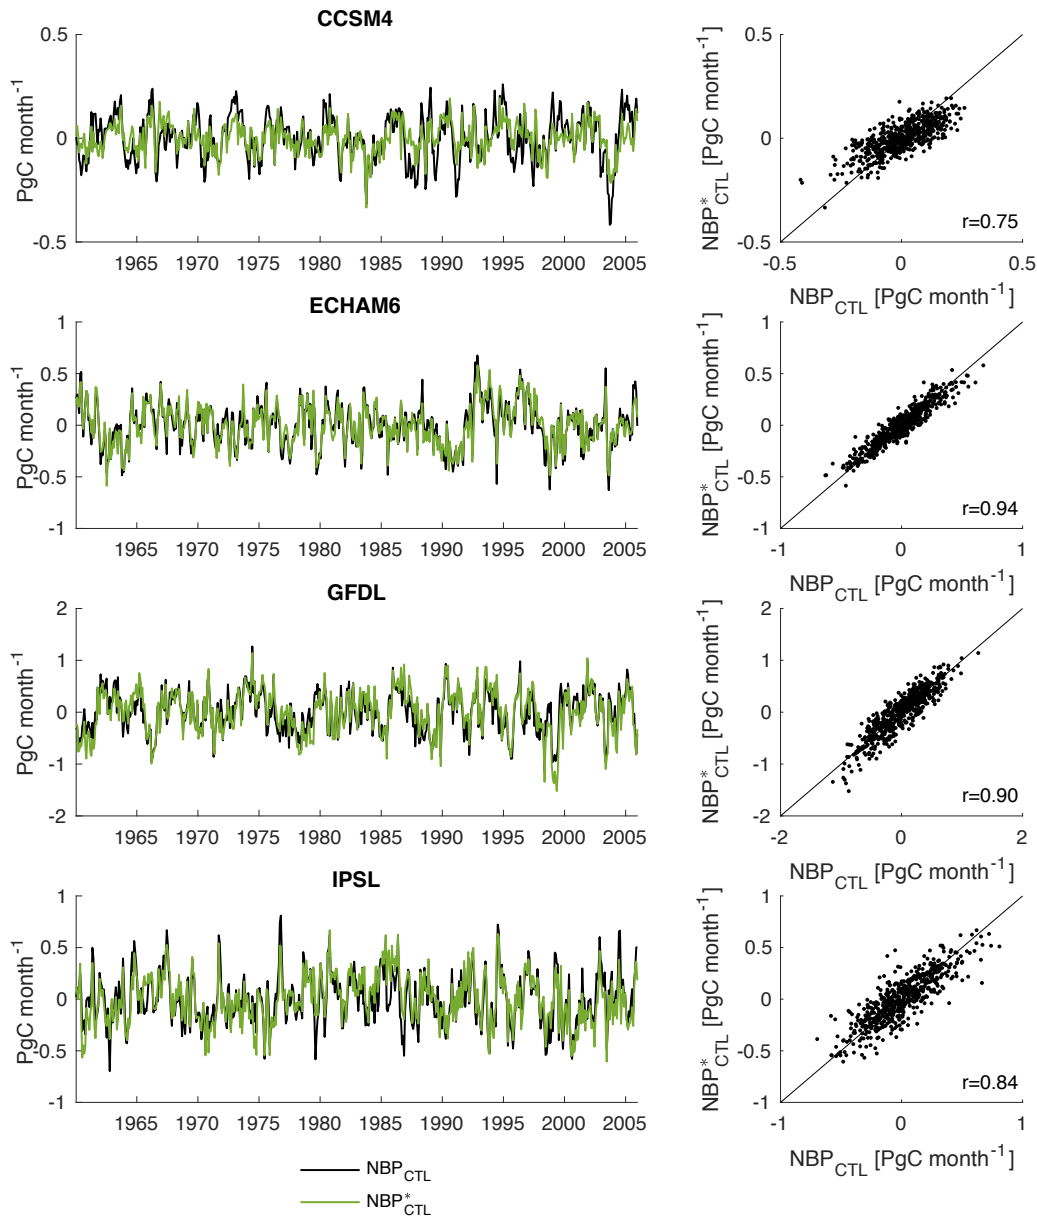 CCSM4
PgC month-1
0.5
0
-0.5
1965 1970 1975 1980 1985 1990 1995 2000 2005
NBP*CTL [PgC month-1]
0.5
0
-0.5
r=0.75
-0.5 0 0.5
NBPCTL [PgC month-1]
ECHAM6
PgC month-1
1
0.5
0
-0.5
-1
1965 1970 1975 1980 1985 1990 1995 2000 2005
NBP*CTL [PgC month-1]
1
0.5
0
-0.5
-1
r=0.94
-1 0 1
NBPCTL [PgC month-1]
GFDL
PgC month-1
2
1
0
-1
-2
1965 1970 1975 1980 1985 1990 1995 2000 2005
NBP*CTL [PgC month-1]
2
1
0
-1
-2
r=0.90
-2 0 2
NBPCTL [PgC month-1]
IPSL
PgC month-1
1
0.5
0
-0.5
-1
1965 1970 1975 1980 1985 1990 1995 2000 2005
NBP*CTL [PgC month-1]
1
0.5
0
-0.5
-1
r=0.84
-1 0 1
NBPCTL [PgC month-1]
NBPCTL
NBP*CTL